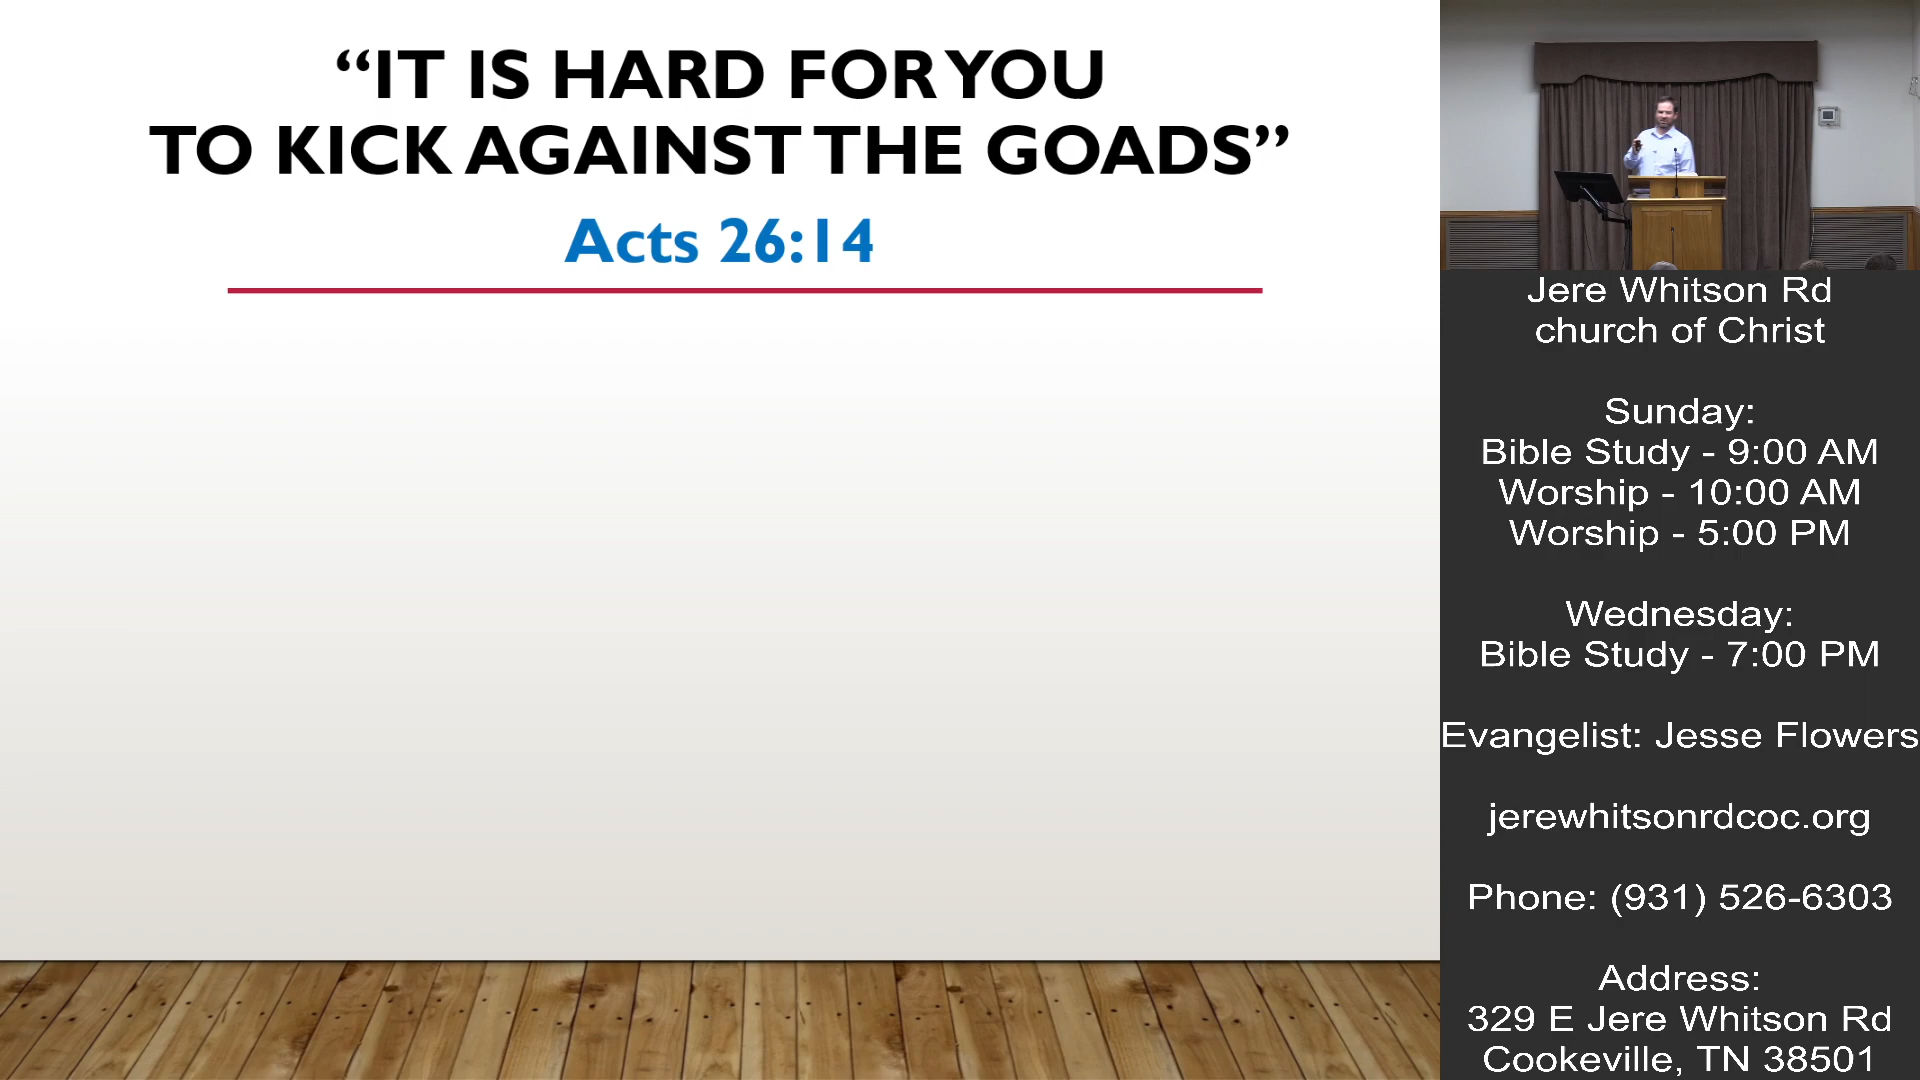 “IT IS HARD FOR YOU
TO KICK AGAINST THE GOADS”
Acts 26:14
Jere Whitson Rd
church of Christ
Sunday:
Bible Study - 9:00 AM
Worship - 10:00 AM
Worship - 5:00 PM
Wednesday:
Bible Study - 7:00 PM
Evangelist: Jesse Flowers
jerewhitsonrdcoc.org
Phone: (931) 526-6303
Address:
329 E Jere Whitson Rd
Cookeville, TN 38501